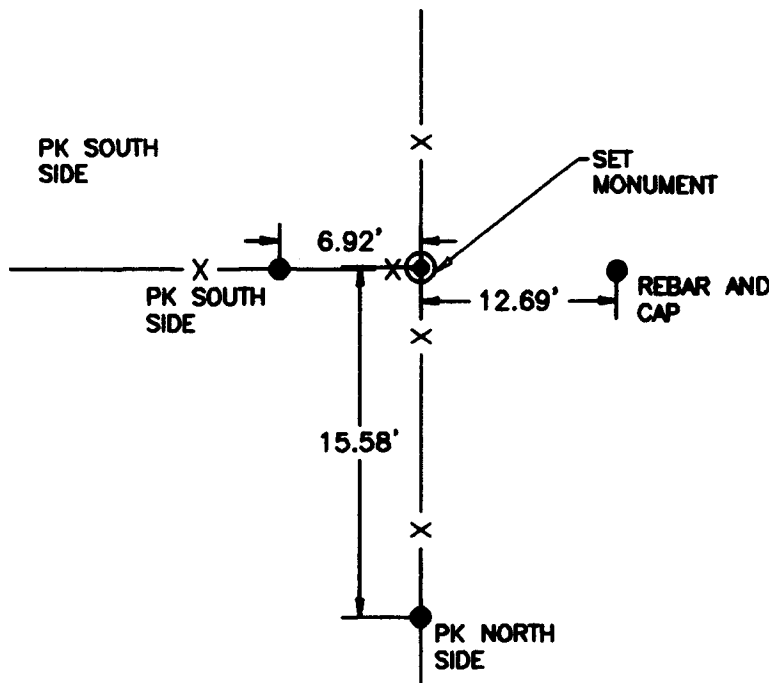 PK SOUTH
SIDE
SET
MONUMENT
6.92'
X
X
X
PK SOUTH
SIDE
12.69'
REBAR AND
CAP
X
15.58'
X
PK NORTH
SIDE